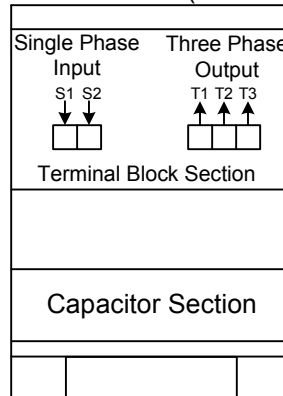 Single Phase Three Phase
Input Output
S1 S2 T1 T2 T3
Terminal Block Section
Capacitor Section